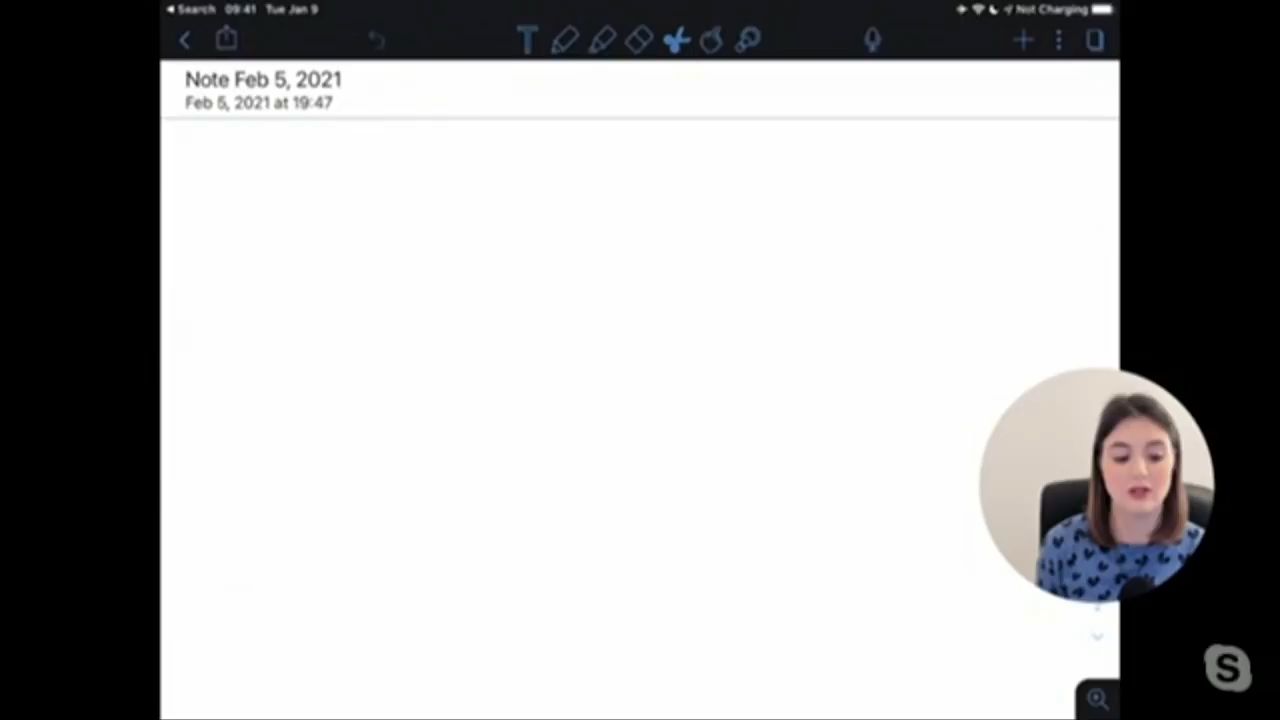 Search 09:41 Tue Jan 9 Not Charging
Note Feb 5, 2021
Feb 5, 2021 at 19:47